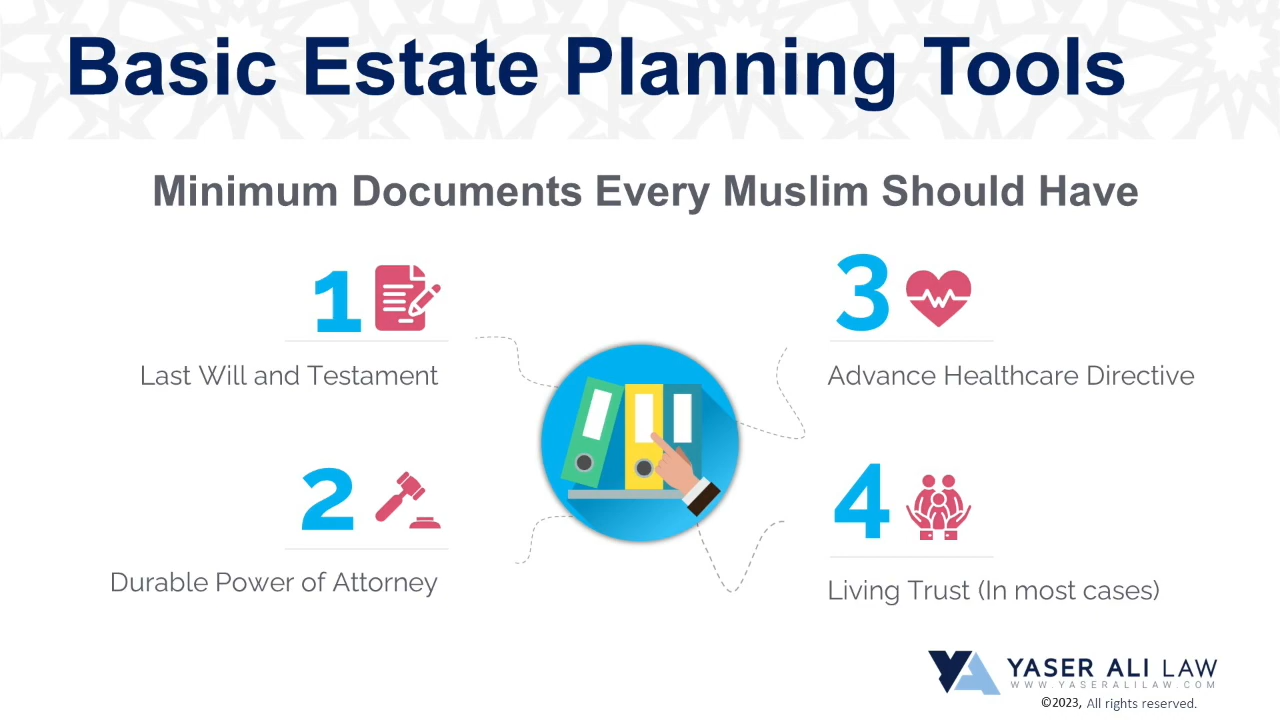 Basic Estate Planning Tools
Minimum Documents Every Muslim Should Have
1
Last Will and Testament
2
Durable Power of Attorney
3
Advance Healthcare Directive
4
Living Trust (In most cases)
YA YASER ALI LAW
WWW.YASERALILAW.COM
©2023, All rights reserved.